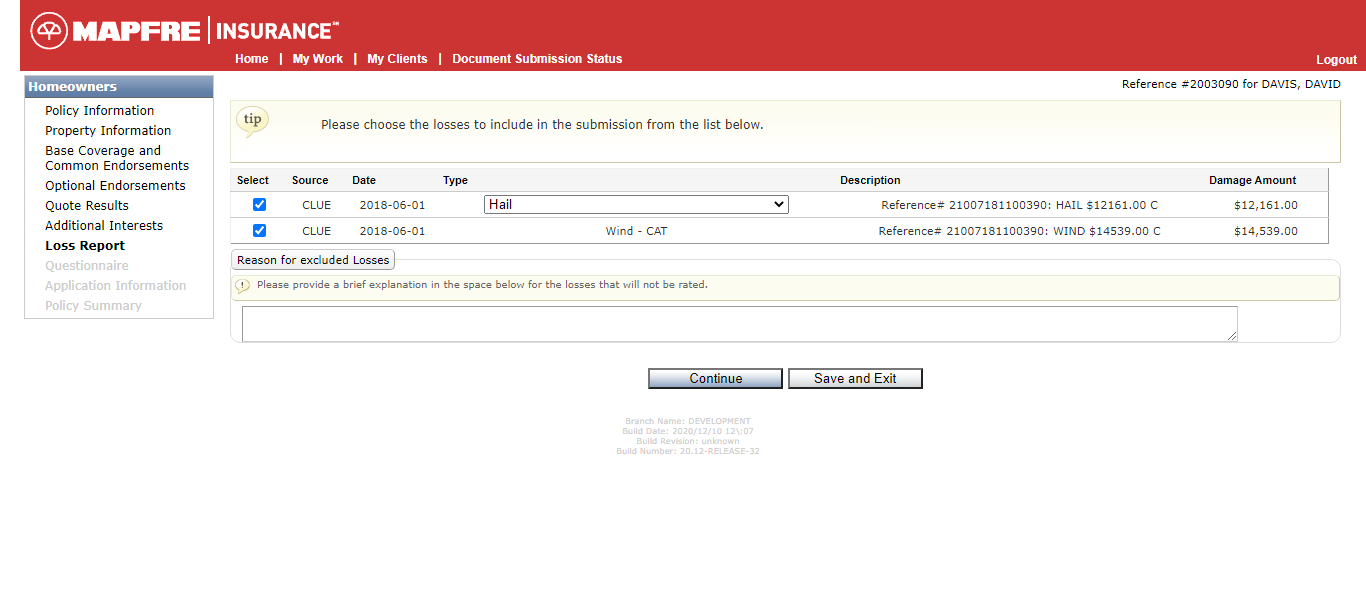 MAPFRE | INSURANCE℠
Home | My Work | My Clients | Document Submission Status
Logout
Homeowners
Policy Information
Property Information
Base Coverage and
Common Endorsements
Optional Endorsements
Quote Results
Additional Interests
Loss Report
Questionnaire
Application Information
Policy Summary
Reference #2003090 for DAVIS, DAVID
tip
Please choose the losses to include in the submission from the list below.
Select Source Date Type Description Damage Amount
CLUE 2018-06-01 Hail Reference# 21007181100390: HAIL $12161.00 C $12,161.00
CLUE 2018-06-01 Wind - CAT Reference# 21007181100390: WIND $14539.00 C $14,539.00
Reason for excluded Losses
! Please provide a brief explanation in the space below for the losses that will not be rated.
Continue Save and Exit
Branch Name: DEVELOPMENT
Build Date: 2020/12/10 12\:07
Build Revision: unknown
Build Number: 20.12-RELEASE-32